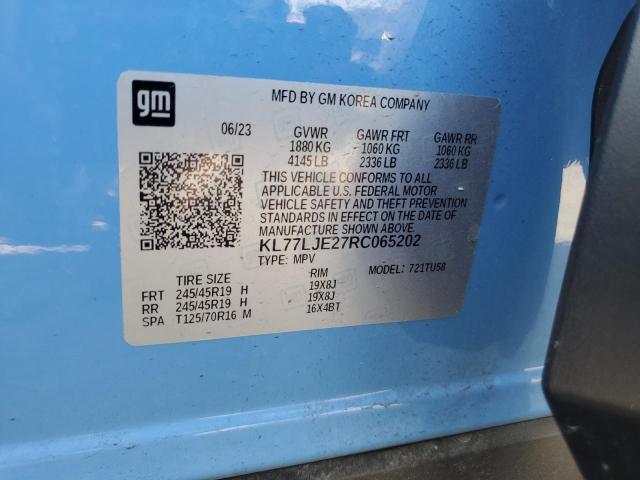 gm
MFD BY GM KOREA COMPANY
06/23 GVWR GAWR FRT GAWR RR
1880 KG 1060 KG 1060 KG
4145 LB 2336 LB 2336 LB
THIS VEHICLE CONFORMS TO ALL
APPLICABLE U.S. FEDERAL MOTOR
VEHICLE SAFETY AND THEFT PREVENTION
STANDARDS IN EFFECT ON THE DATE OF
MANUFACTURE SHOWN ABOVE.
KL77LJE27RC065202
TYPE: MPV MODEL: 721TU58
TIRE SIZE RIM
FRT 245/45R19 H 19X8J
RR 245/45R19 H 19X8J
SPA T125/70R16 M 16X4BT